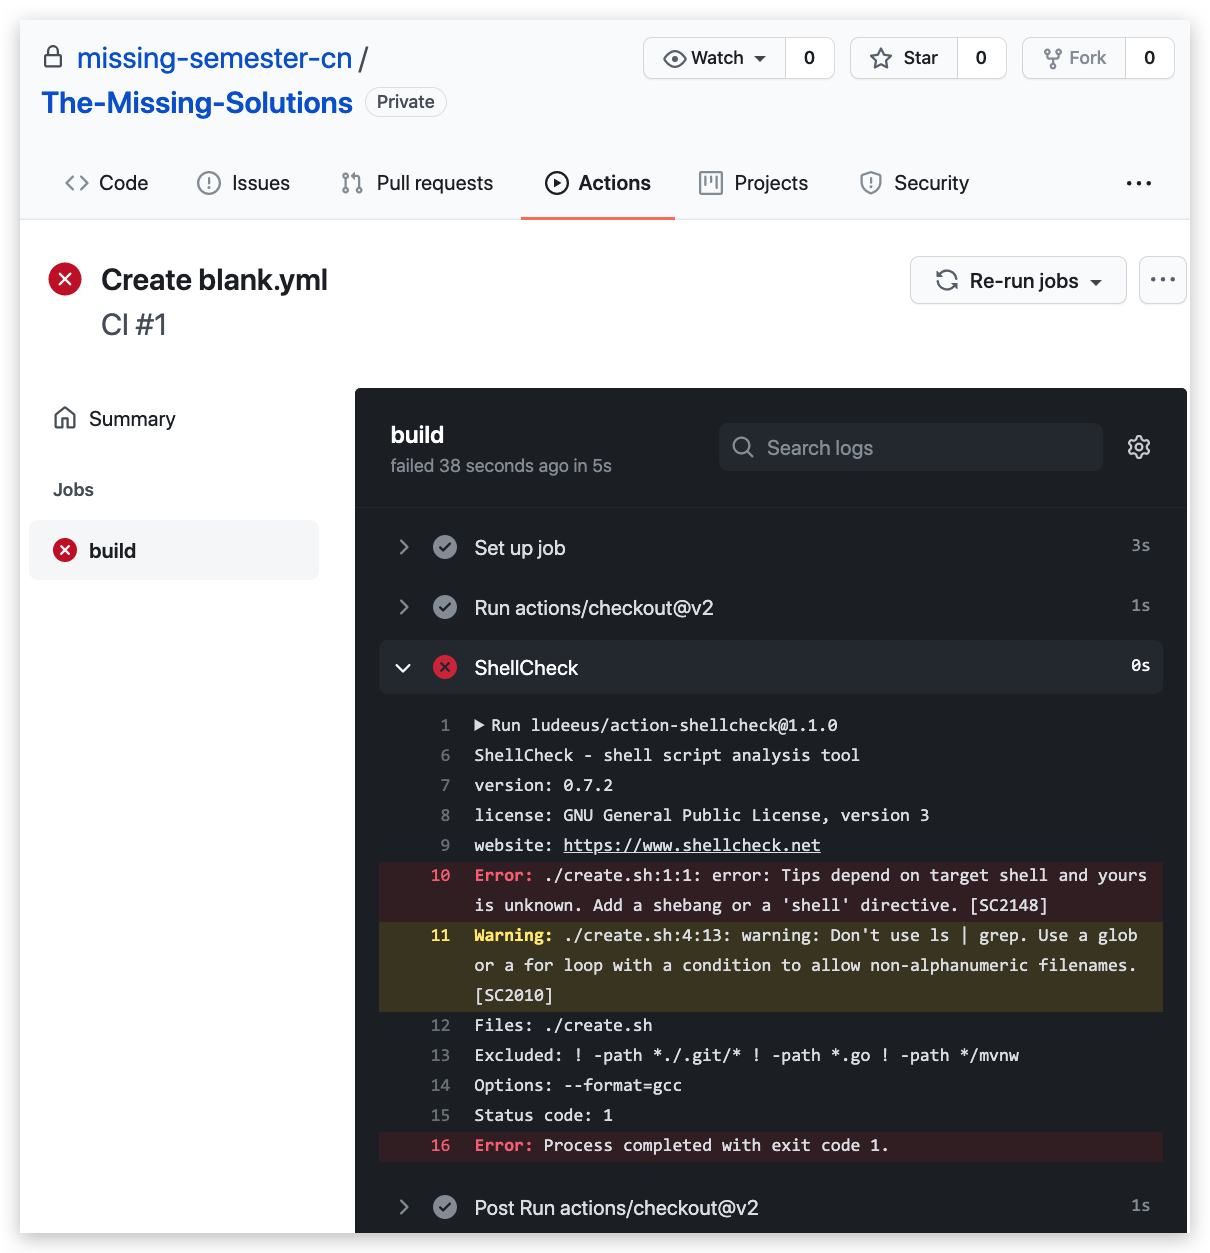 missing-semester-cn /
The-Missing-Solutions Private
Watch 0 Star 0 Fork 0
Code Issues Pull requests Actions Projects Security
Create blank.yml
CI #1
Re-run jobs
Summary
Jobs
build
build
failed 38 seconds ago in 5s
Search logs
Set up job 3s
Run actions/checkout@v2 1s
ShellCheck 0s
1 Run ludeeus/action-shellcheck@1.1.0
6 ShellCheck - shell script analysis tool
7 version: 0.7.2
8 license: GNU General Public License, version 3
9 website: https://www.shellcheck.net
10 Error: ./create.sh:1:1: error: Tips depend on target shell and yours
is unknown. Add a shebang or a 'shell' directive. [SC2148]
11 Warning: ./create.sh:4:13: warning: Don't use ls | grep. Use a glob
or a for loop with a condition to allow non-alphanumeric filenames.
[SC2010]
12 Files: ./create.sh
13 Excluded: ! -path *./.git/* ! -path *.go ! -path */mvnw
14 Options: --format=gcc
15 Status code: 1
16 Error: Process completed with exit code 1.
Post Run actions/checkout@v2 1s